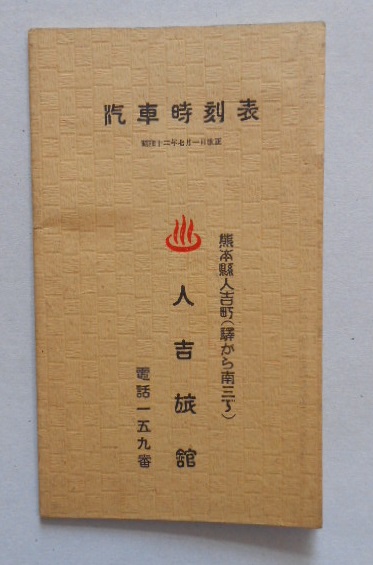 汽車時刻表
昭和十二年七月一日改正
熊本縣人吉町(驛から南三丁)
♨人吉旅館
電話一五九番